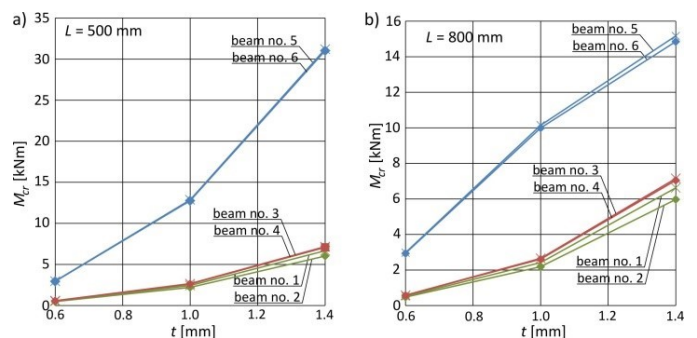 a)
L = 500 mm
35
30
25
20
15
10
5
0
M_cr [kNm]
beam no. 5
beam no. 6
beam no. 3
beam no. 4
beam no. 1
beam no. 2
0.6 0.8 1.0 1.2 1.4
t [mm]
b)
L = 800 mm
16
14
12
10
8
6
4
2
0
M_cr [kNm]
beam no. 5
beam no. 6
beam no. 3
beam no. 4
beam no. 1
beam no. 2
0.6 0.8 1.0 1.2 1.4
t [mm]